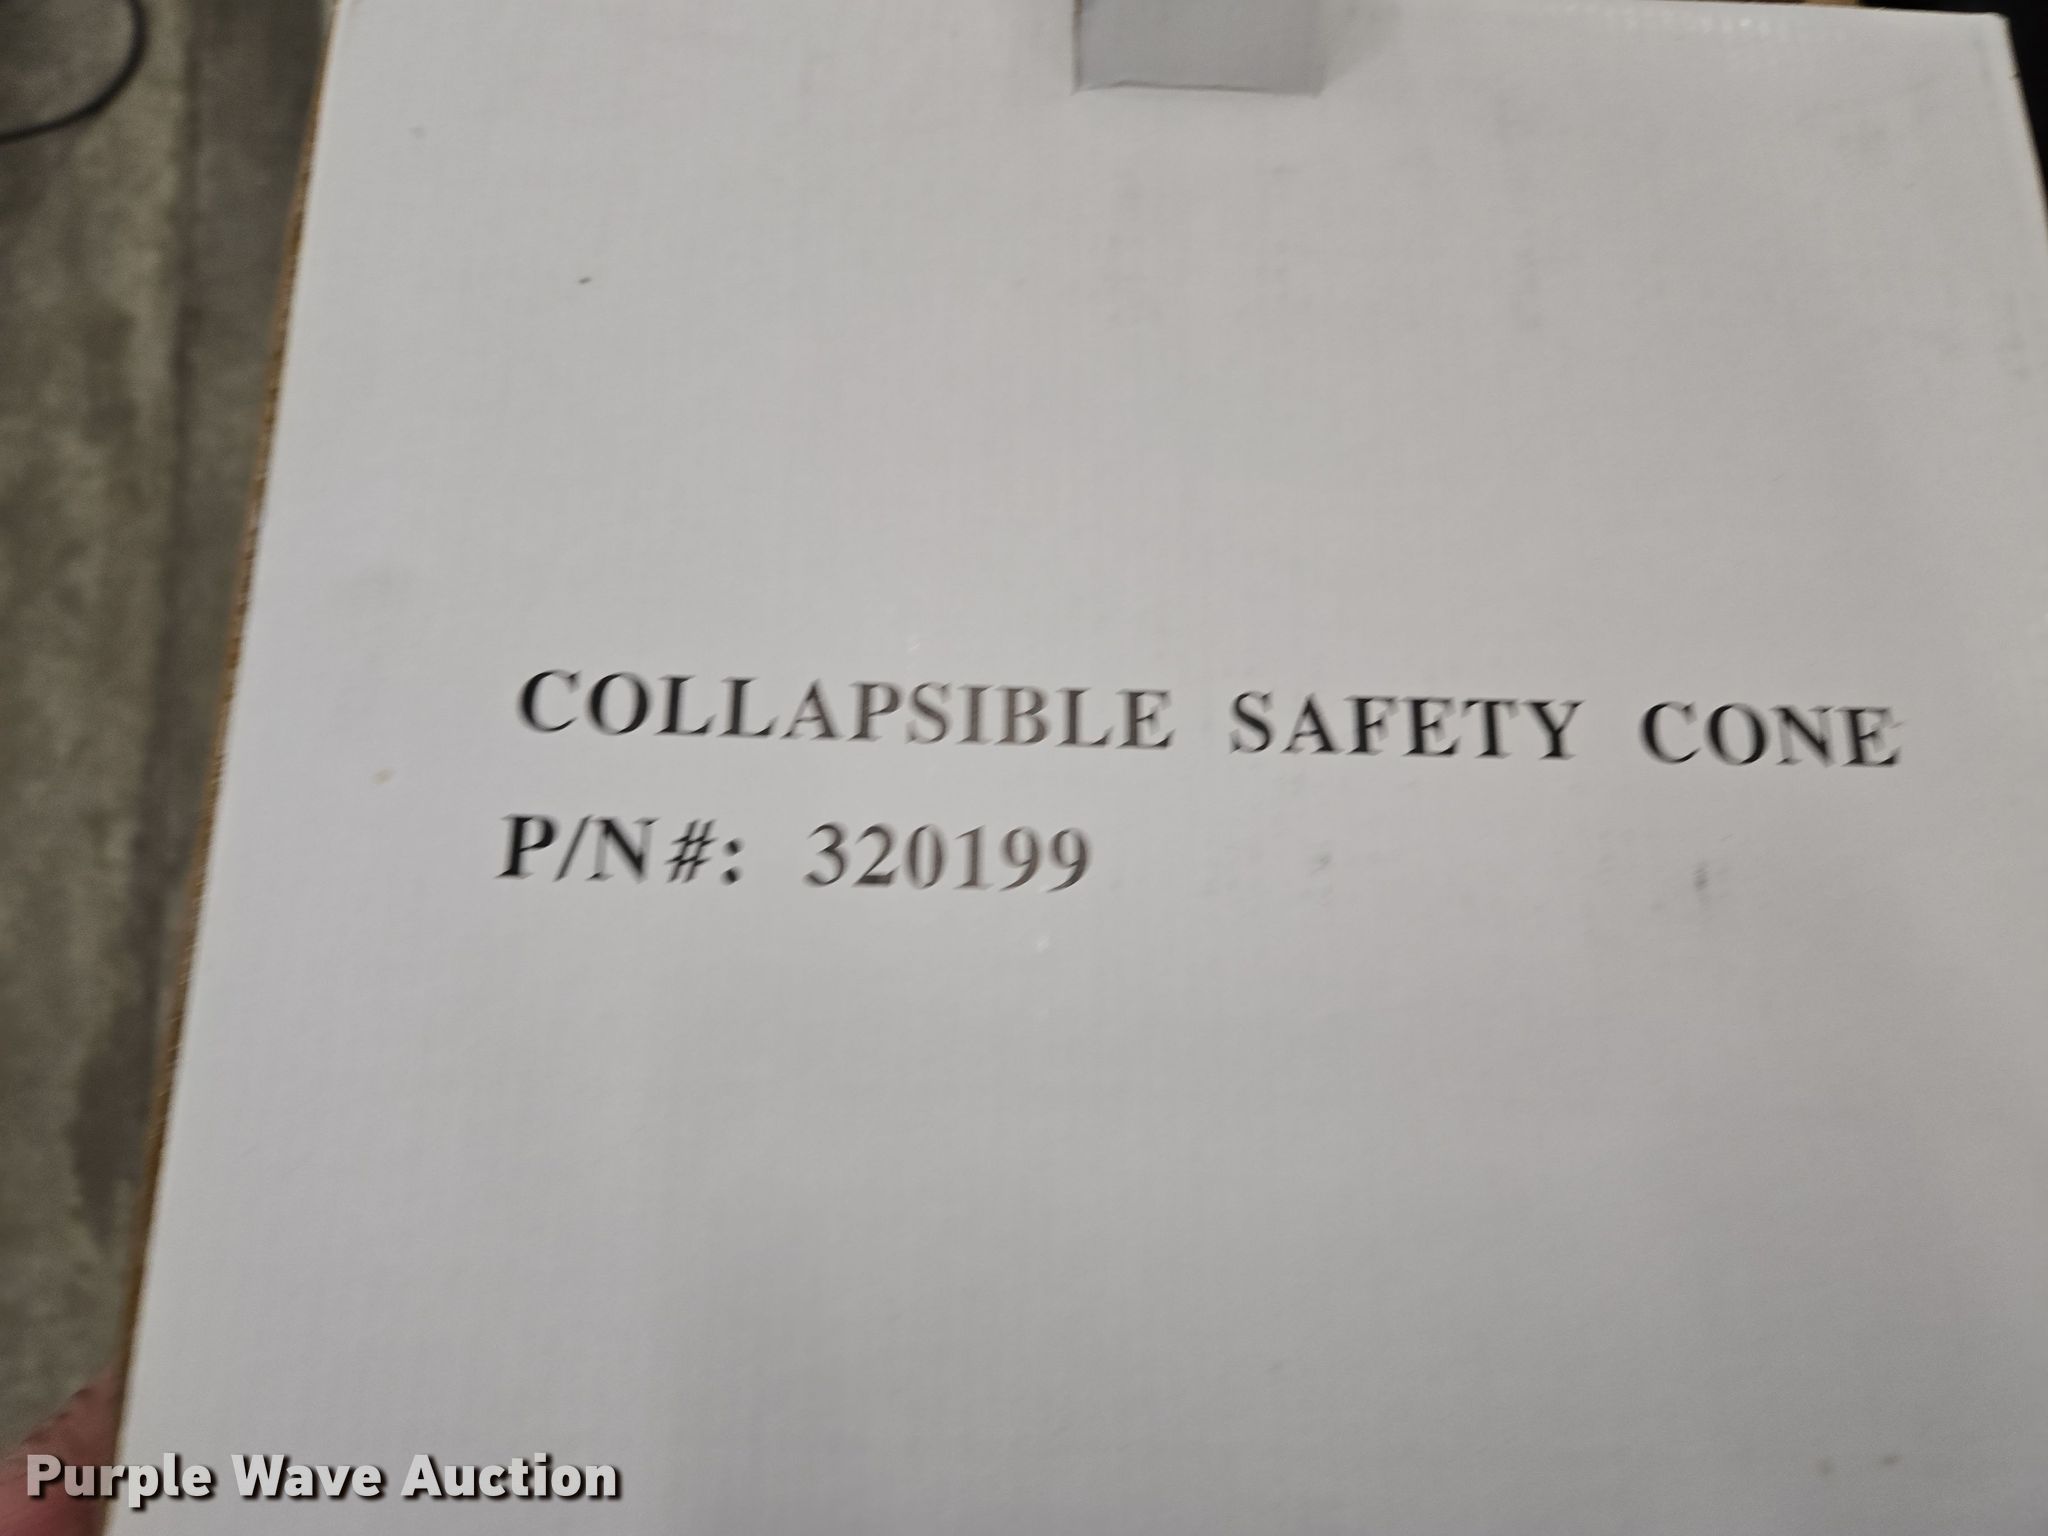 COLLAPSIBLE SAFETY CONE
P/N#: 320199
Purple Wave Auction